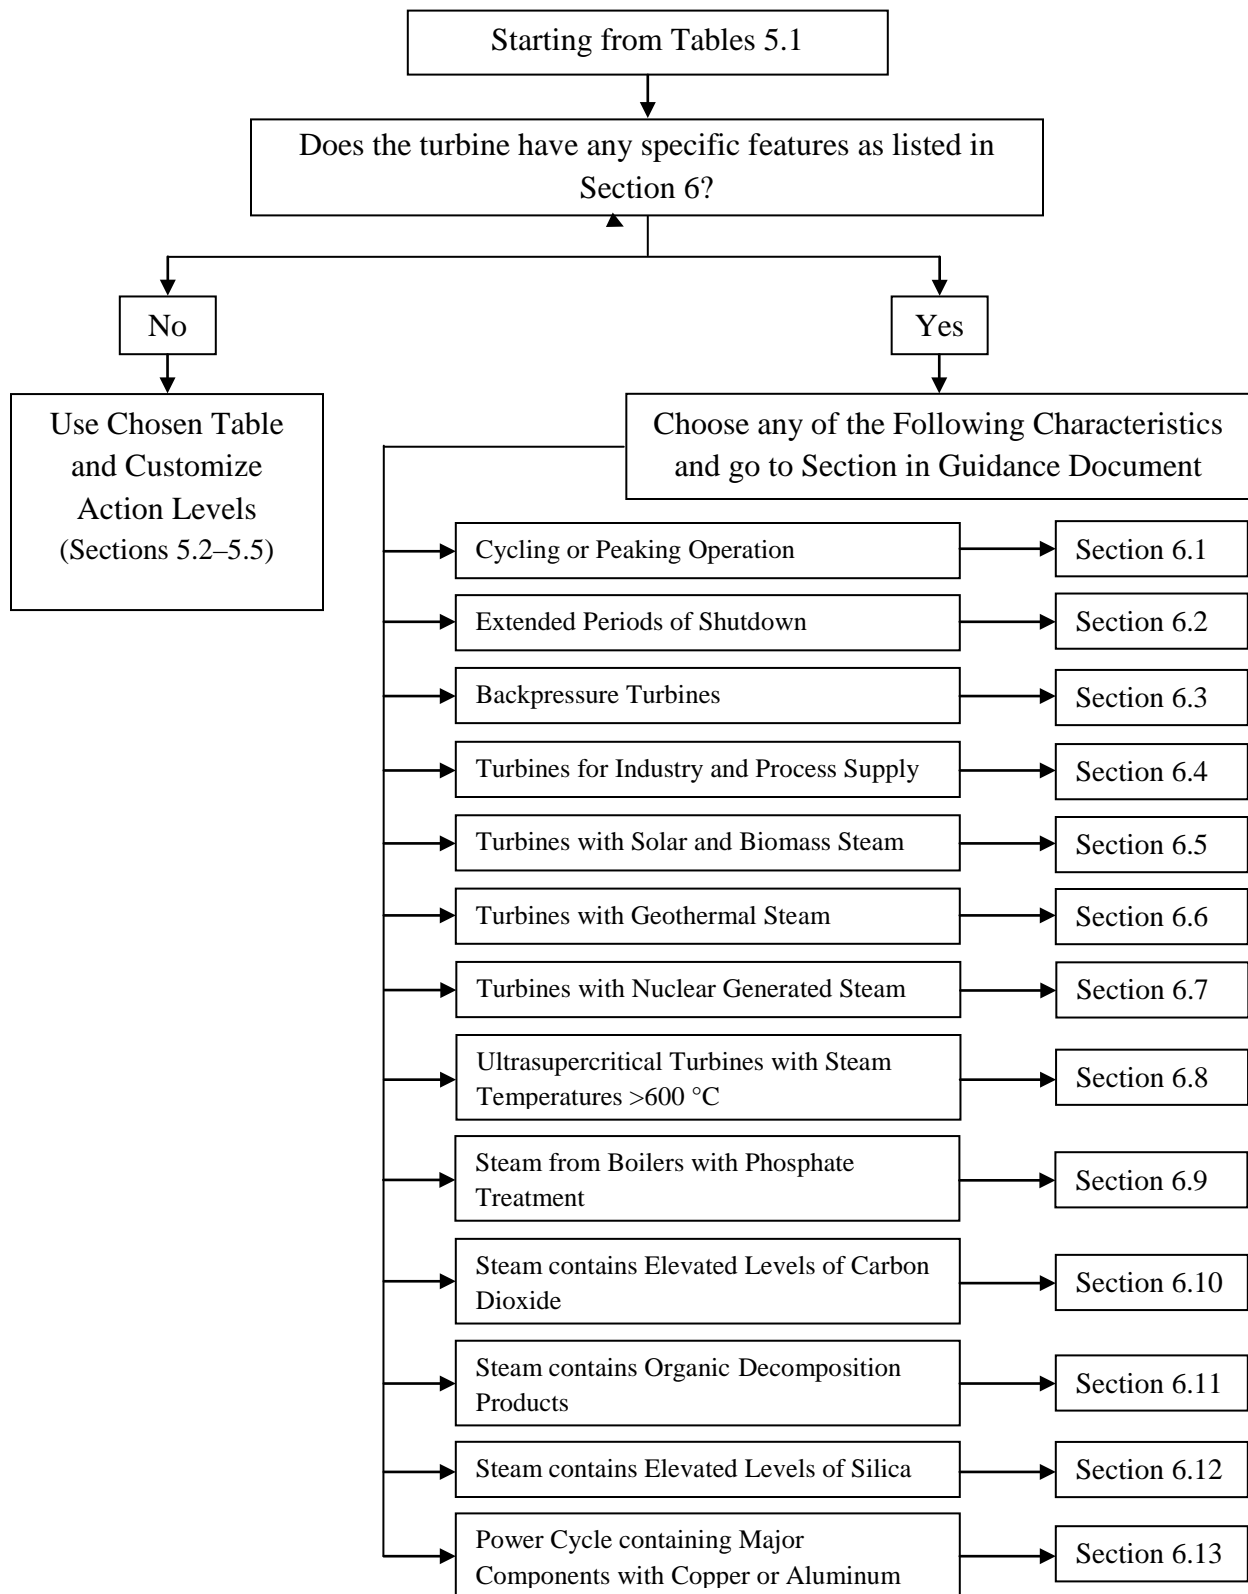 Starting from Tables 5.1
Does the turbine have any specific features as listed in
Section 6?
No
Yes
Use Chosen Table
and Customize
Action Levels
(Sections 5.2–5.5)
Choose any of the Following Characteristics
and go to Section in Guidance Document
Cycling or Peaking Operation
Section 6.1
Extended Periods of Shutdown
Section 6.2
Backpressure Turbines
Section 6.3
Turbines for Industry and Process Supply
Section 6.4
Turbines with Solar and Biomass Steam
Section 6.5
Turbines with Geothermal Steam
Section 6.6
Turbines with Nuclear Generated Steam
Section 6.7
Ultrasupercritical Turbines with Steam
Temperatures >600 °C
Section 6.8
Steam from Boilers with Phosphate
Treatment
Section 6.9
Steam contains Elevated Levels of Carbon
Dioxide
Section 6.10
Steam contains Organic Decomposition
Products
Section 6.11
Steam contains Elevated Levels of Silica
Section 6.12
Power Cycle containing Major
Components with Copper or Aluminum
Section 6.13